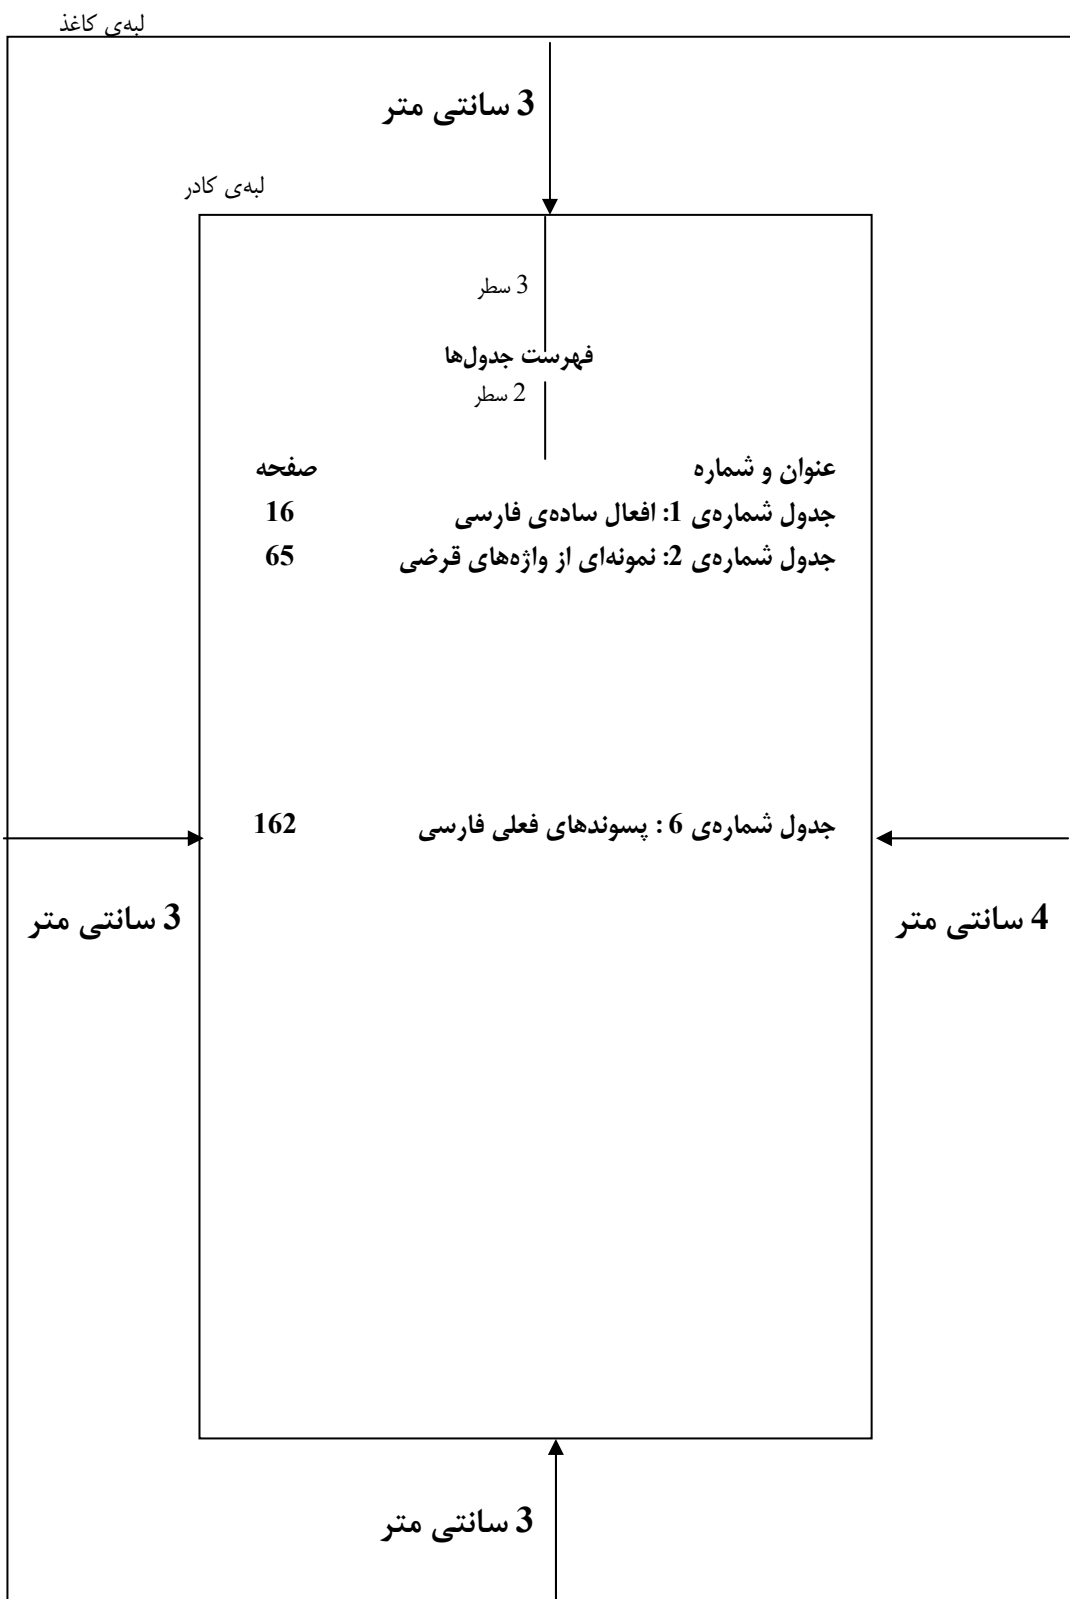 لبه‌ی کاغذ
3 سانتی متر
لبه‌ی کادر
3 سطر
فهرست جدول‌ها
2 سطر
عنوان و شماره صفحه
جدول شماره‌ی 1: افعال ساده‌ی فارسی 16
جدول شماره‌ی 2: نمونه‌ای از واژه‌های قرضی 65
جدول شماره‌ی 6 : پسوندهای فعلی فارسی 162
4 سانتی متر
3 سانتی متر
3 سانتی متر